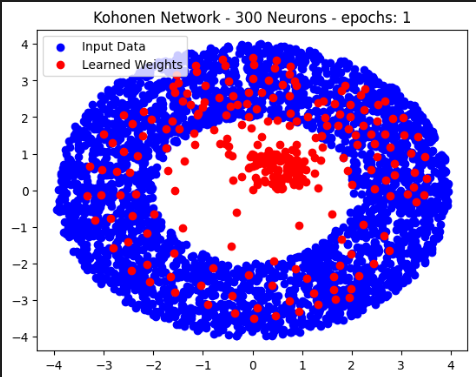 Kohonen Network - 300 Neurons - epochs: 1
Input Data
Learned Weights
4
3
2
1
0
−1
−2
−3
−4
−4 −3 −2 −1 0 1 2 3 4